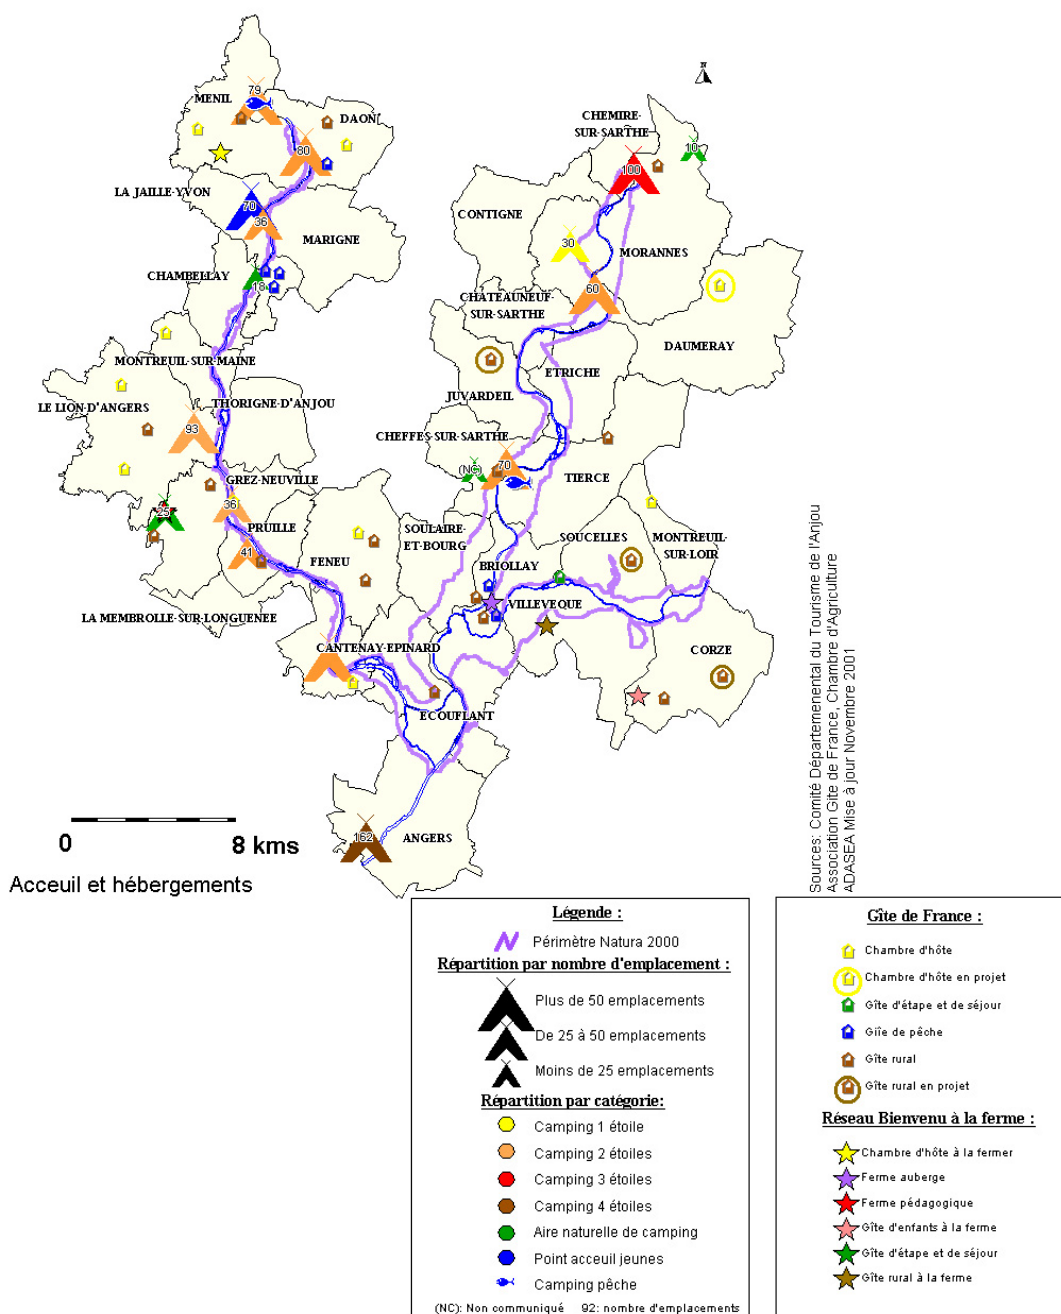 N
79
MENIL
DAON
CHEMIRE-
SUR-SARTHE
80
10
100
LA JAILLE-YVON
70
36
CONTIGNE
MARIGNE
30
MORANNES
CHAMBELLAY
18
60
CHATEAUNEUF-
SUR-SARTHE
DAUMERAY
MONTREUIL-SUR-MAINE
ETRICHE
JUVARDEIL
LE LION-D'ANGERS
THORIGNE-D'ANJOU
93
CHEFFES-SUR-SARTHE
(NC)
70
TIERCE
GREZ-NEUVILLE
36
25
PRUILLE
41
FENEU
SOULAIRE-
ET-BOURG
SOUCELLES
MONTREUIL-
SUR-LOIR
BRIOLLAY
VILLEVEQUE
LA MEMBROLLE-SUR-LONGUENEE
CANTENAY-EPINARD
CORZE
ECOUFLANT
162
ANGERS
0
8 kms
Acceuil et hébergements
Sources: Comité Départemenental du Tourisme de l'Anjou
Association Gite de France, Chambre d'Agriculture
ADASEA Mise à jour Novembre 2001
Légende :
Périmètre Natura 2000
Répartition par nombre d'emplacement :
Plus de 50 emplacements
De 25 à 50 emplacements
Moins de 25 emplacements
Répartition par catégorie:
Camping 1 étoile
Camping 2 étoiles
Camping 3 étoiles
Camping 4 étoiles
Aire naturelle de camping
Point acceuil jeunes
Camping pêche
(NC): Non communiqué 92: nombre d'emplacements
Gîte de France :
Chambre d'hôte
Chambre d'hôte en projet
Gîte d'étape et de séjour
Gîie de pêche
Gîte rural
Gîte rural en projet
Réseau Bienvenu à la ferme :
Chambre d'hôte à la fermer
Ferme auberge
Ferme pédagogique
Gîte d'enfants à la ferme
Gîte d'étape et de séjour
Gîte rural à la ferme